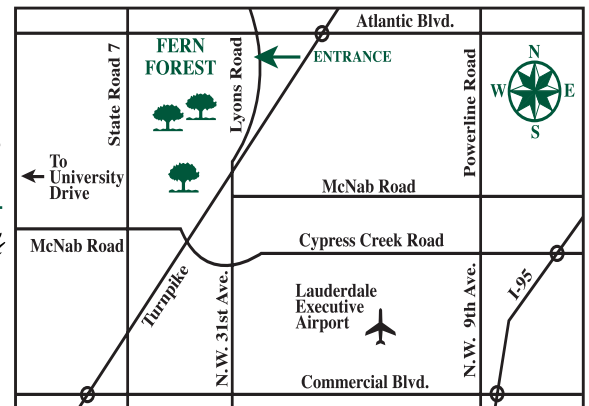 Atlantic Blvd.
FERN
FOREST
ENTRANCE
State Road 7
Lyons Road
Powerline Road
N
W
E
S
To
University
Drive
McNab Road
McNab Road
Cypress Creek Road
Turnpike
N.W. 31st Ave.
Lauderdale
Executive
Airport
N.W. 9th Ave.
I-95
Commercial Blvd.